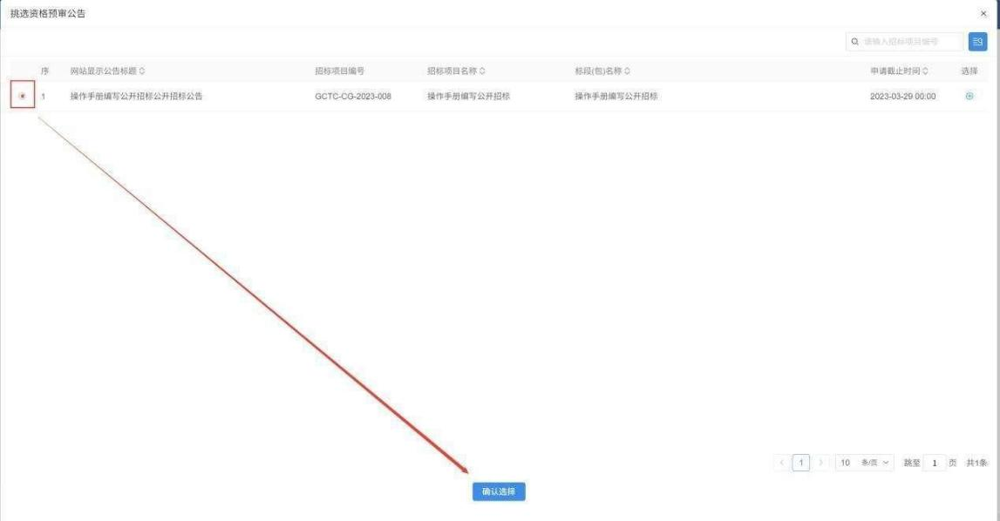 挑选资格预审公告
请输入招标项目编号
序 网站显示公告标题 招标项目编号 招标项目名称 标段(包)名称 申请截止时间 选择
1 操作手册编写公开招标公开招标公告 GCTC-CG-2023-008 操作手册编写公开招标 操作手册编写公开招标 2023-03-29 00:00
1 10 条/页 跳至 1 页 共1条
确认选择